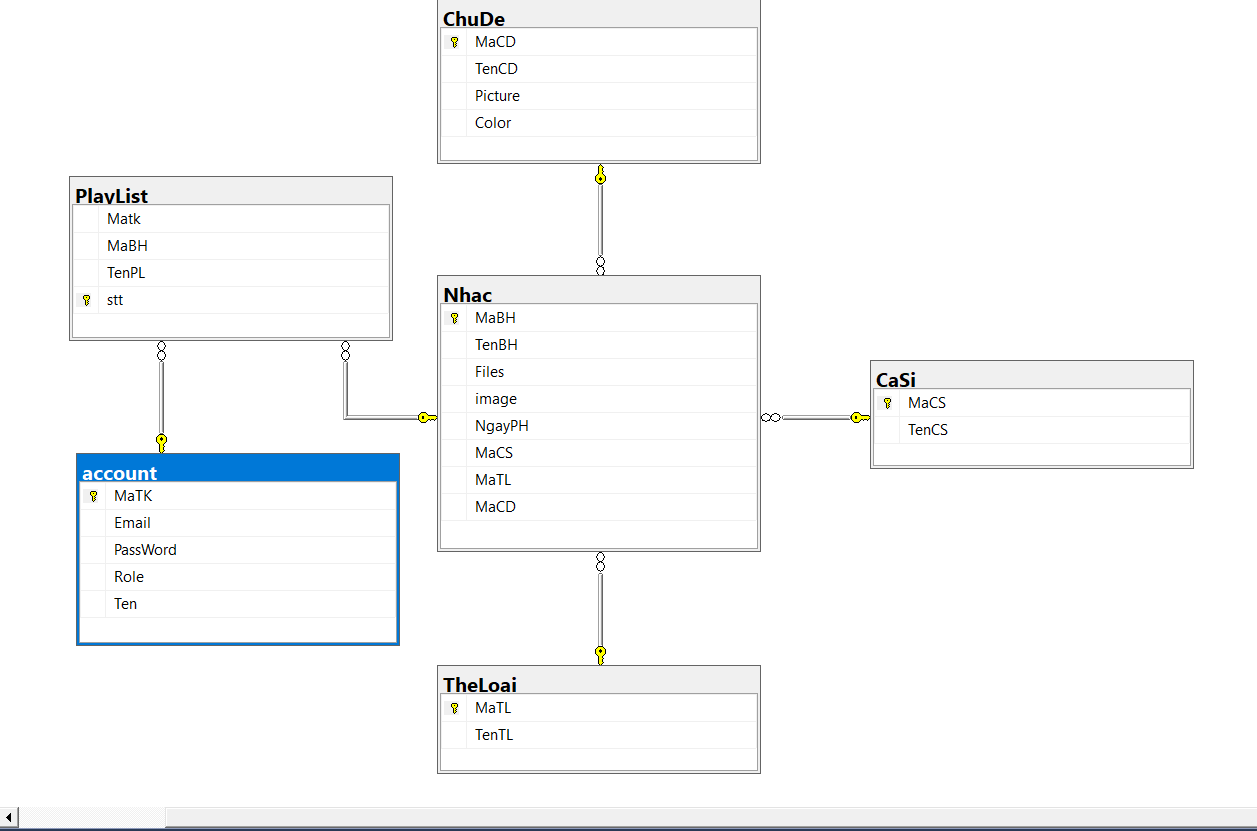 ChuDe
MaCD
TenCD
Picture
Color
PlayList
Matk
MaBH
TenPL
stt
Nhac
MaBH
TenBH
Files
image
NgayPH
MaCS
MaTL
MaCD
CaSi
MaCS
TenCS
account
MaTK
Email
PassWord
Role
Ten
TheLoai
MaTL
TenTL